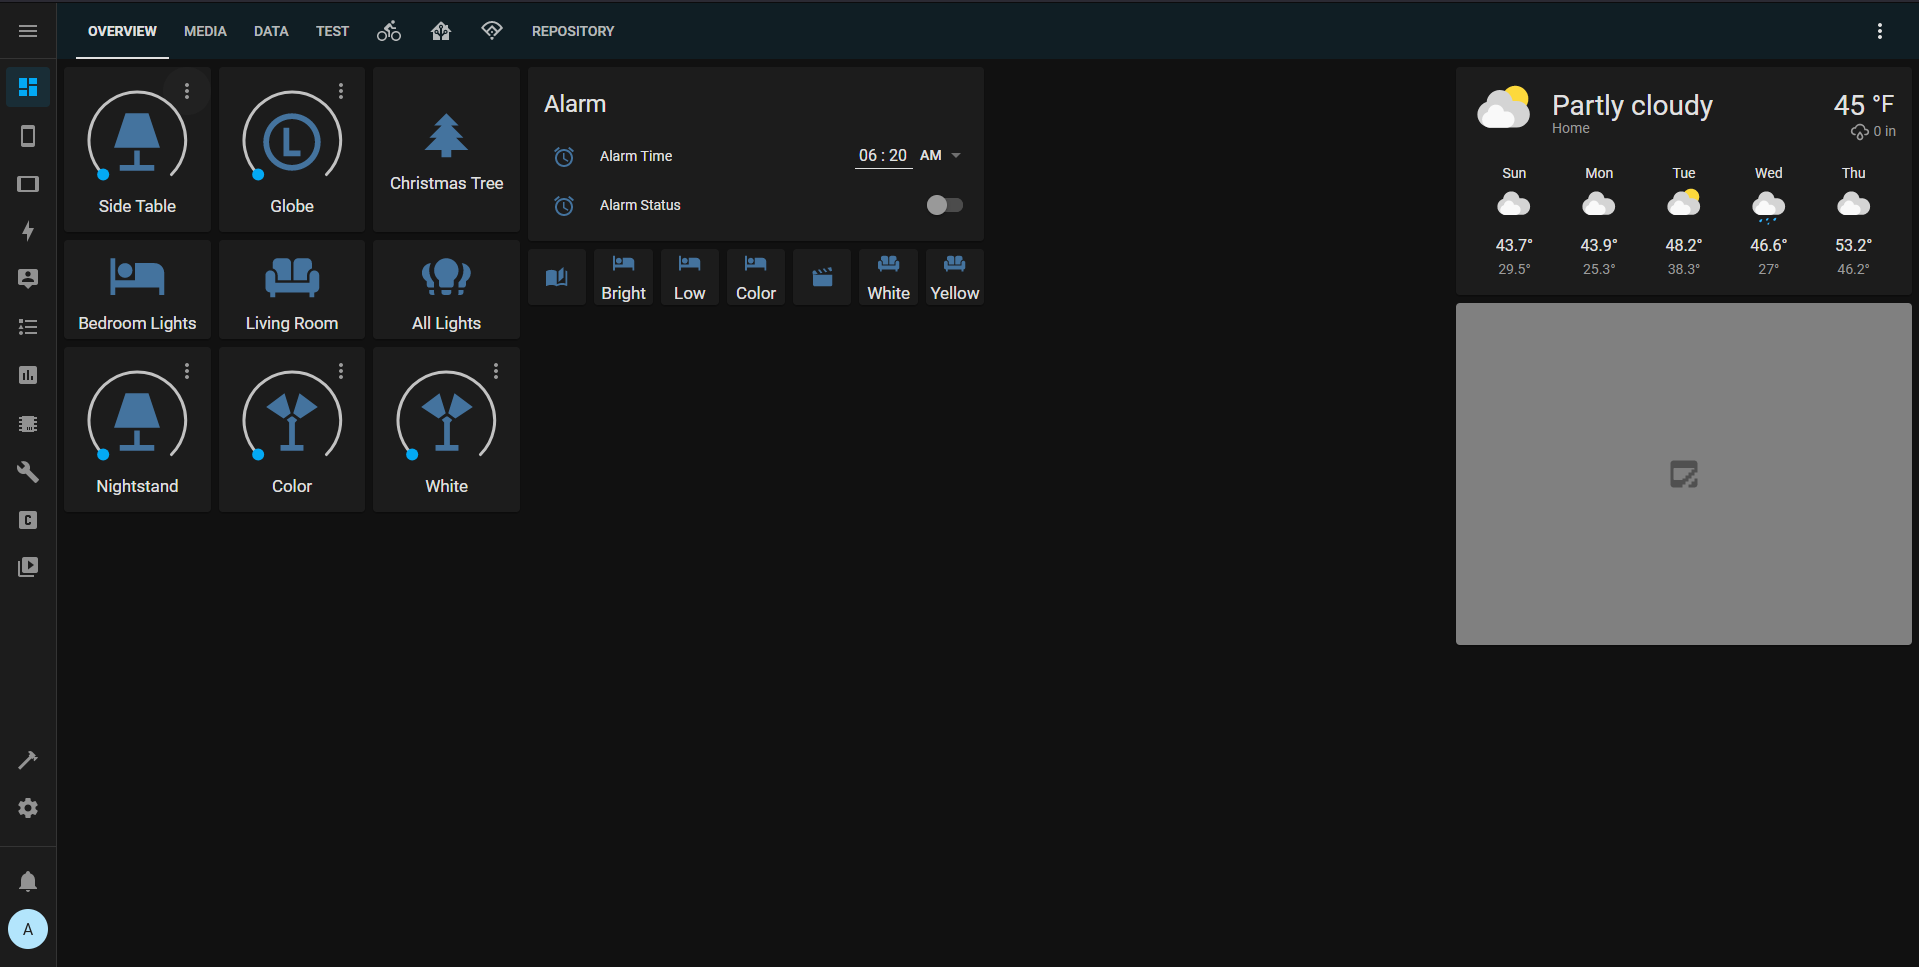 OVERVIEW MEDIA DATA TEST REPOSITORY
Side Table
L
Globe
Christmas Tree
Bedroom Lights
Living Room
All Lights
Nightstand
Color
White
Alarm
Alarm Time 06 : 20 AM
Alarm Status
Bright
Low
Color
White
Yellow
Partly cloudy 45 °F
Home 0 in
Sun Mon Tue Wed Thu
43.7° 43.9° 48.2° 46.6° 53.2°
29.5° 25.3° 38.3° 27° 46.2°
C
A